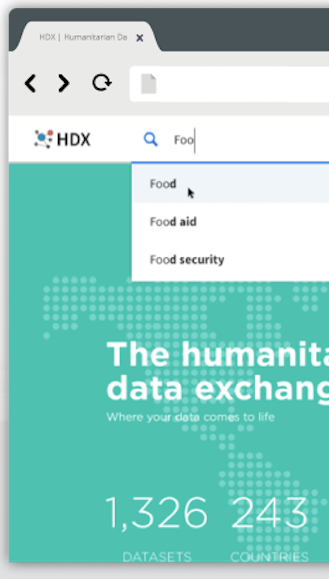 HDX | Humanitarian Da x
HDX
Foo
Food
Food aid
Food security
The humanita
data exchang
Where your data comes to life
1,326 243
DATASETS COUNTRIES